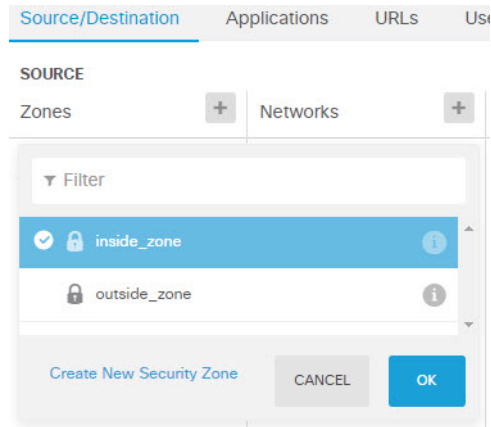 Source/Destination Applications URLs
SOURCE
Zones + Networks +
Filter
inside_zone i
outside_zone i
Create New Security Zone CANCEL OK